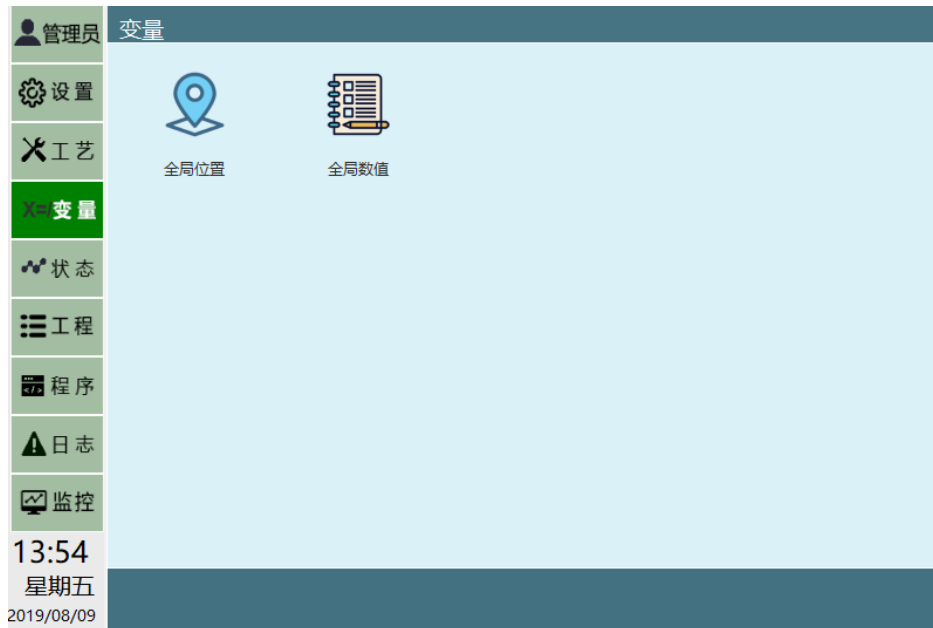 管理员
变量
设置
工艺
X=/变量
状态
工程
程序
日志
监控
13:54
星期五
2019/08/09
全局位置
全局数值